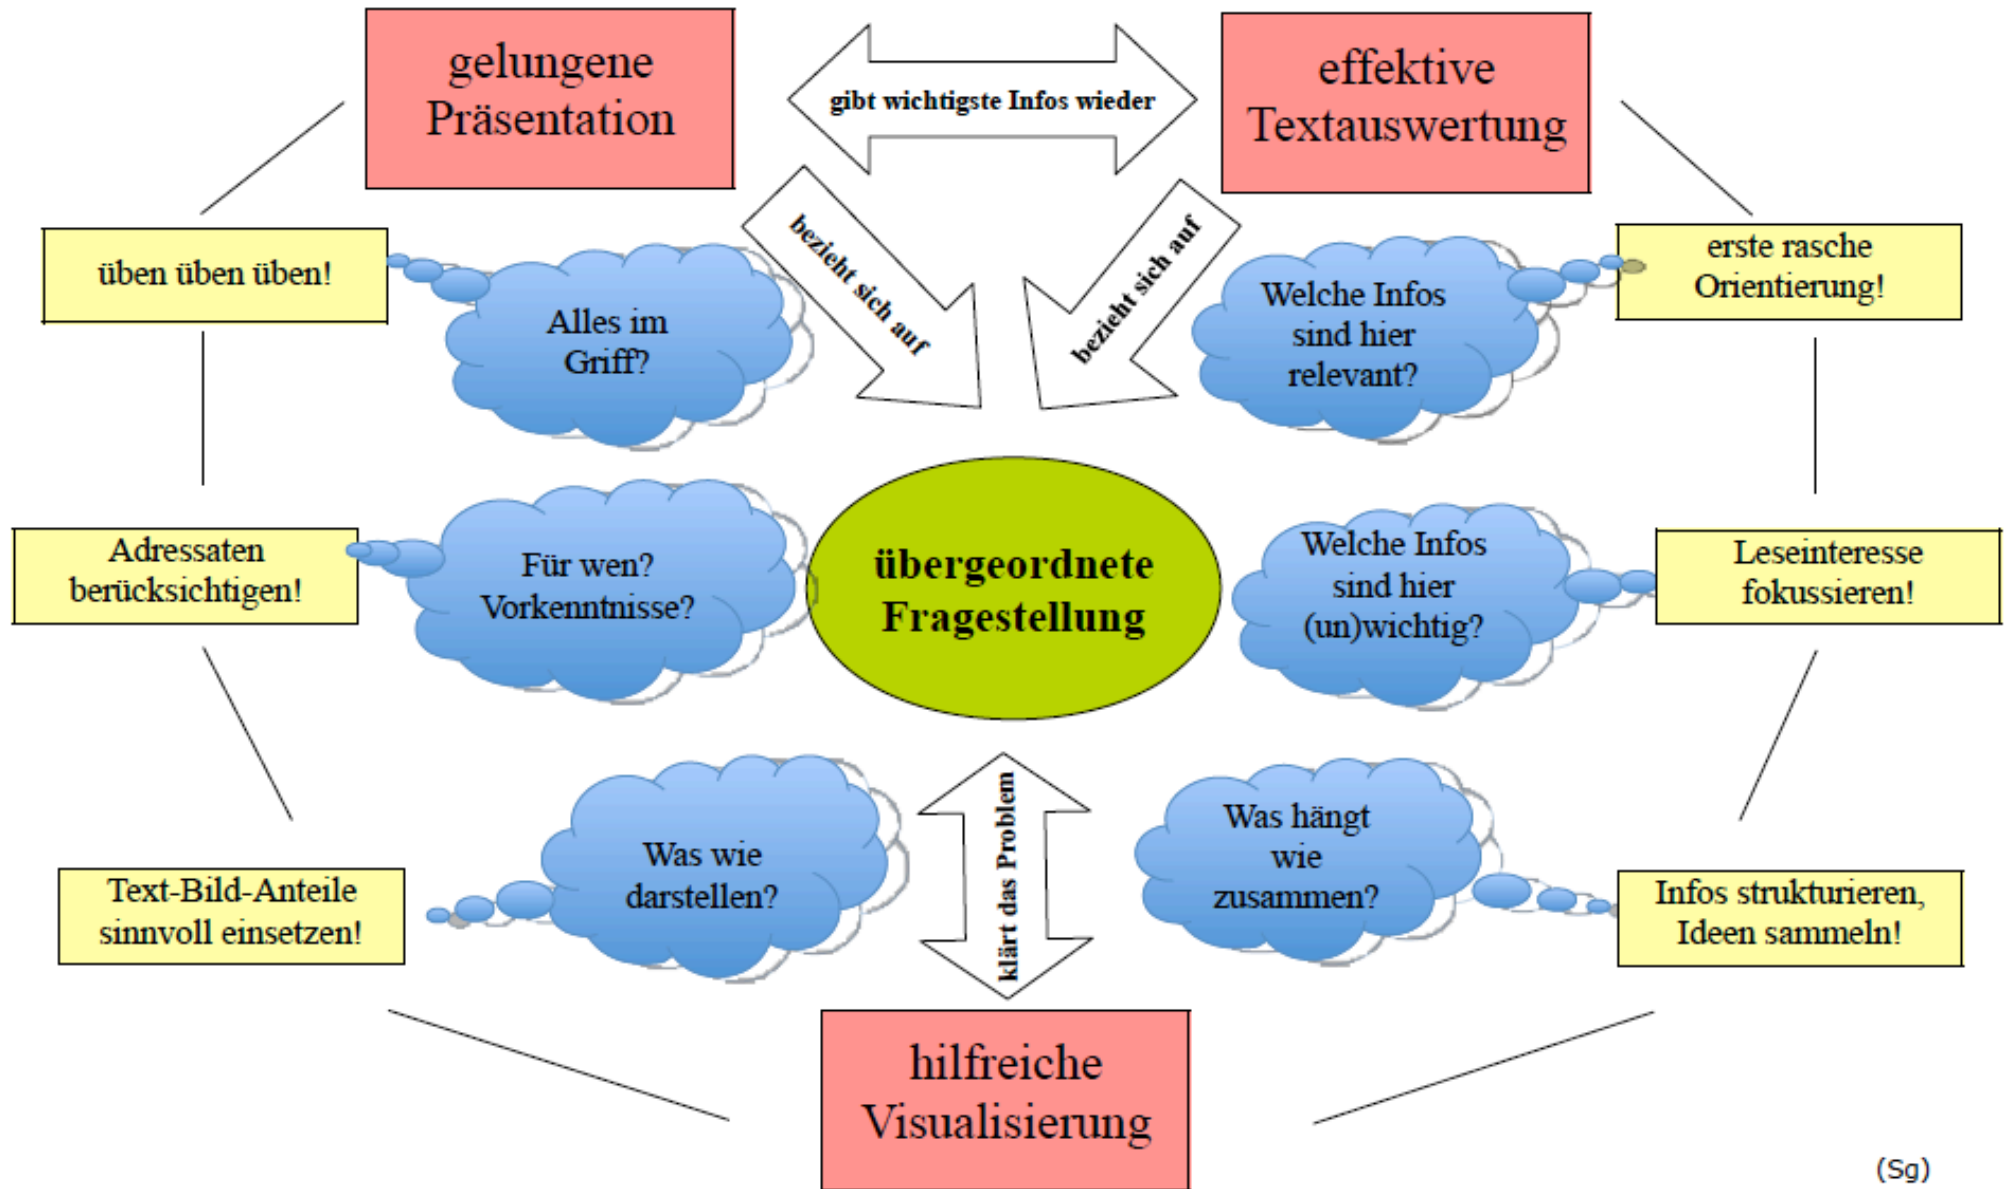 gelungene
Präsentation
gibt wichtigste Infos wieder
effektive
Textauswertung
bezieht sich auf
bezieht sich auf
üben üben üben!
Alles im
Griff?
Welche Infos
sind hier
relevant?
erste rasche
Orientierung!
Adressaten
berücksichtigen!
Für wen?
Vorkenntnisse?
übergeordnete
Fragestellung
Welche Infos
sind hier
(un)wichtig?
Leseinteresse
fokussieren!
Text-Bild-Anteile
sinnvoll einsetzen!
Was wie
darstellen?
klärt das Problem
Was hängt
wie
zusammen?
Infos strukturieren,
Ideen sammeln!
hilfreiche
Visualisierung
(Sg)